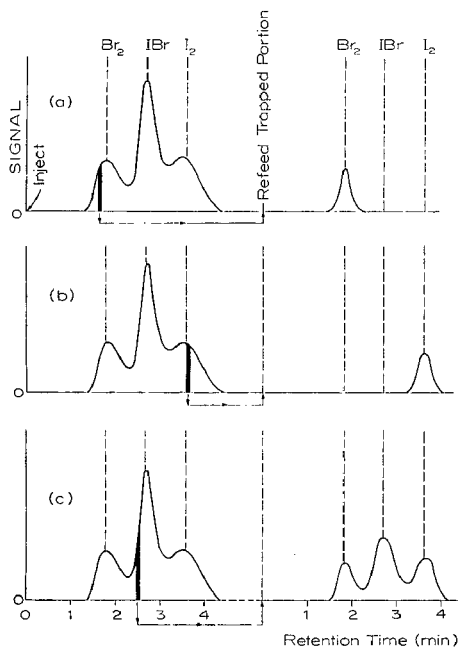 Br₂ IBr I₂ Br₂ IBr I₂
Refeed Trapped Portion
SIGNAL
(a)
Inject
0
(b)
0
(c)
0
0 1 2 3 4 1 2 3 4
Retention Time (min)